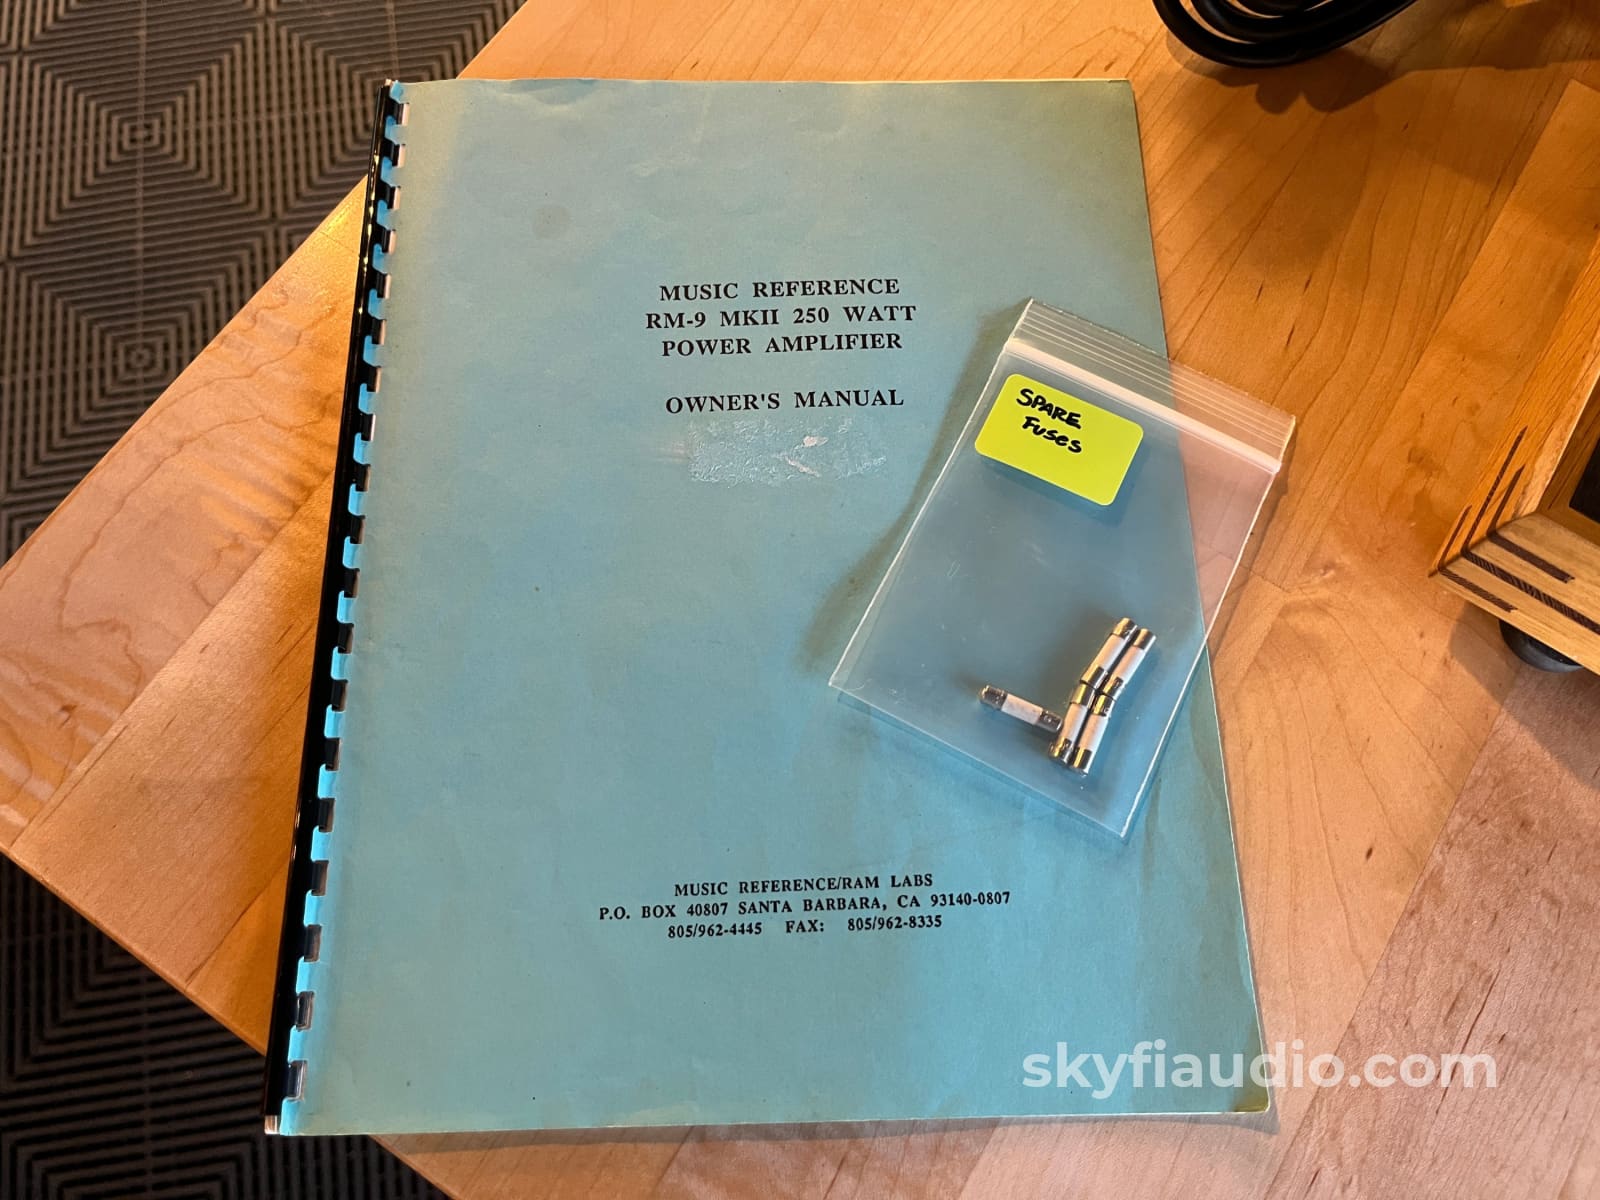 MUSIC REFERENCE
RM-9 MKII 250 WATT
POWER AMPLIFIER
OWNER'S MANUAL
SPARE
Fuses
MUSIC REFERENCE/RAM LABS
P.O. BOX 40807 SANTA BARBARA, CA 93140-0807
805/962-4445 FAX: 805/962-8335
skyfiaudio.com